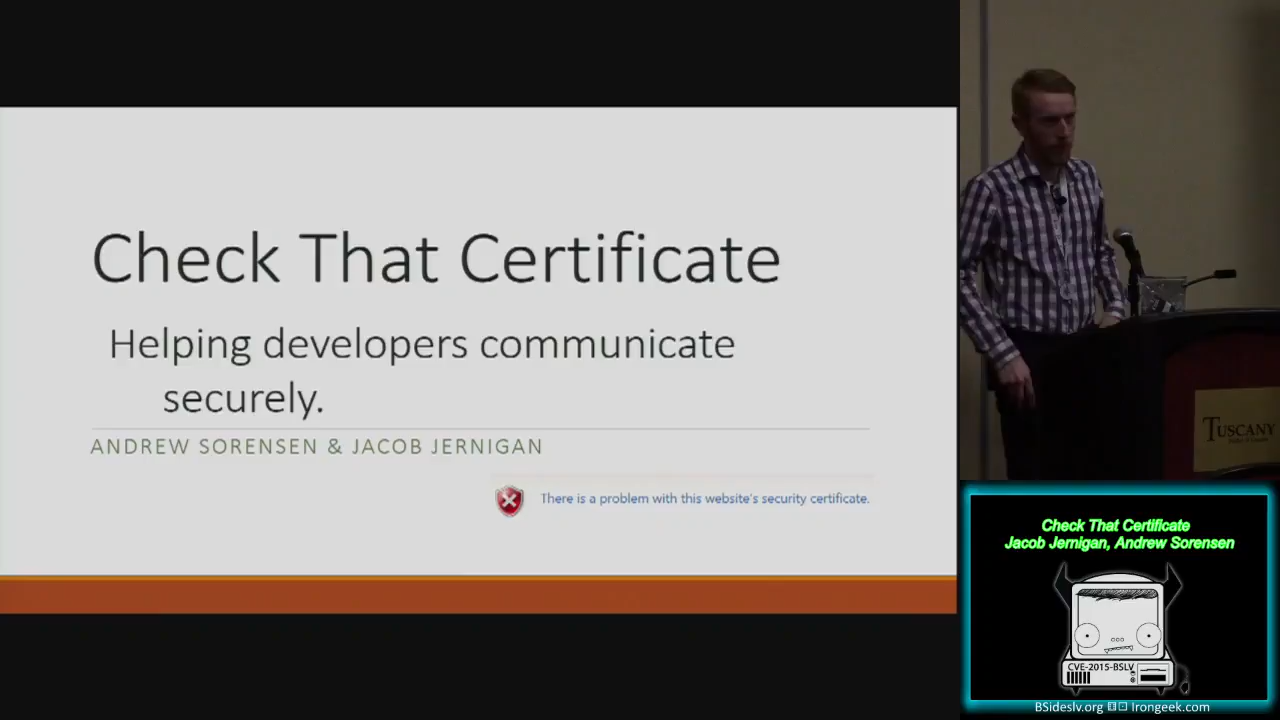 Check That Certificate
Helping developers communicate
securely.
ANDREW SORENSEN & JACOB JERNIGAN
There is a problem with this website's security certificate.
TUSCANY
Check That Certificate
Jacob Jernigan, Andrew Sorensen
CVE-2015-BSLV
BSideslv.org Irongeek.com